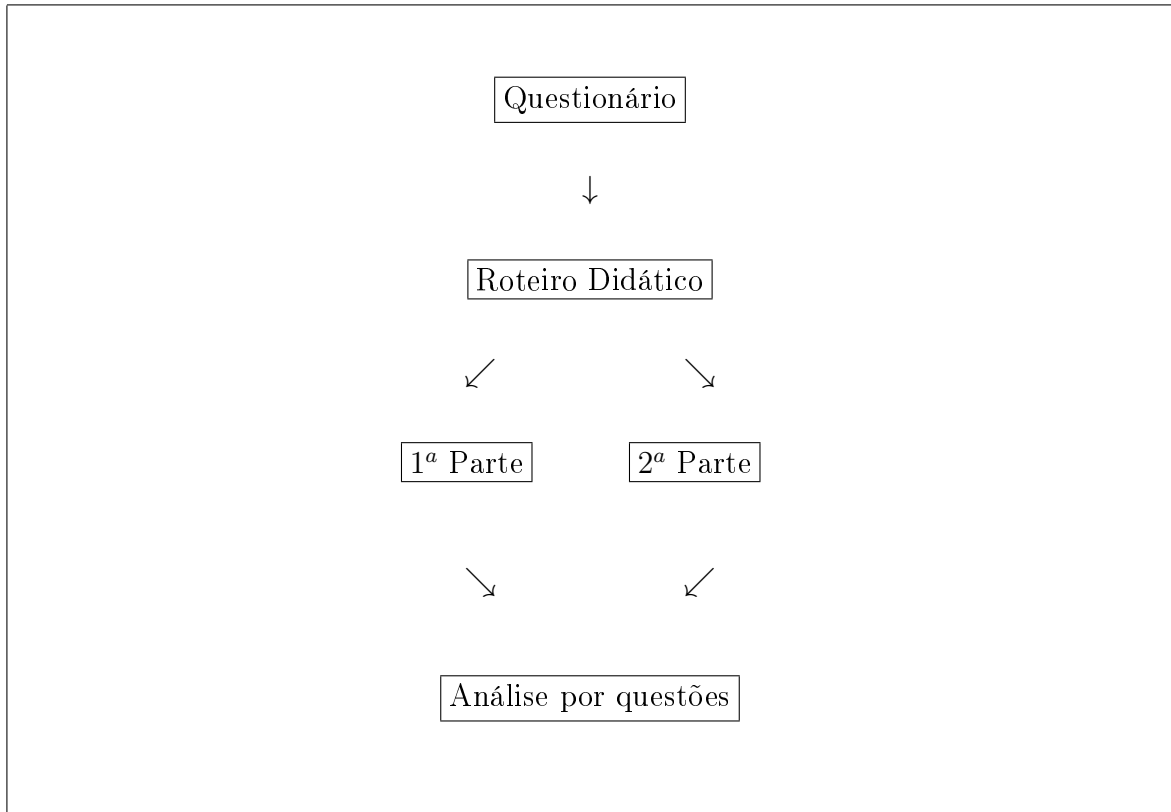 Questionário
↓
Roteiro Didático
↙ ↘
1ª Parte 2ª Parte
↘ ↙
Análise por questões